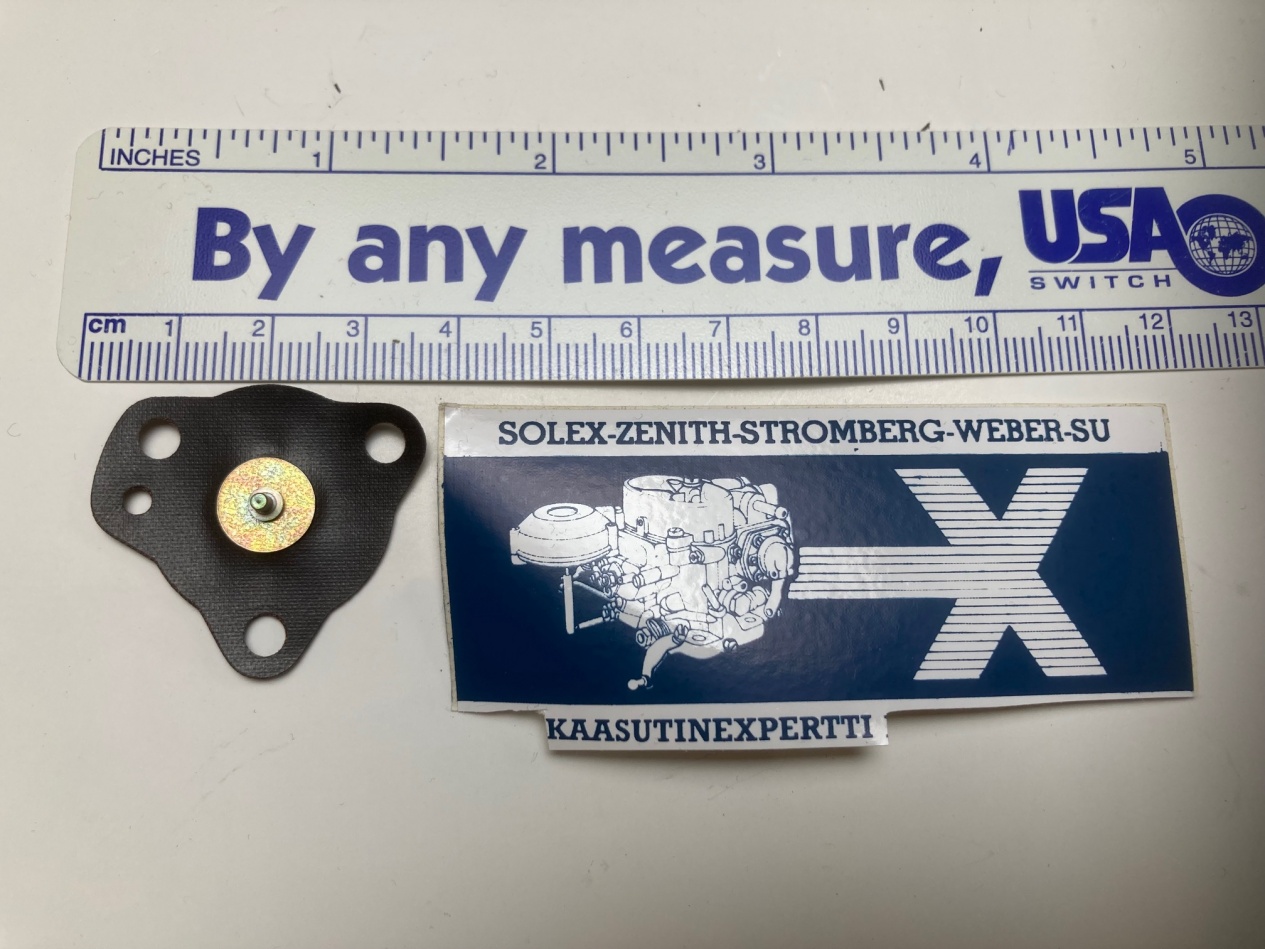 INCHES 1 2 3 4 5
By any measure, USA
SWITCH
cm 1 2 3 4 5 6 7 8 9 10 11 12 13
SOLEX-ZENITH-STROMBERG-WEBER-SU
X
KAASUTINEXPERTTI